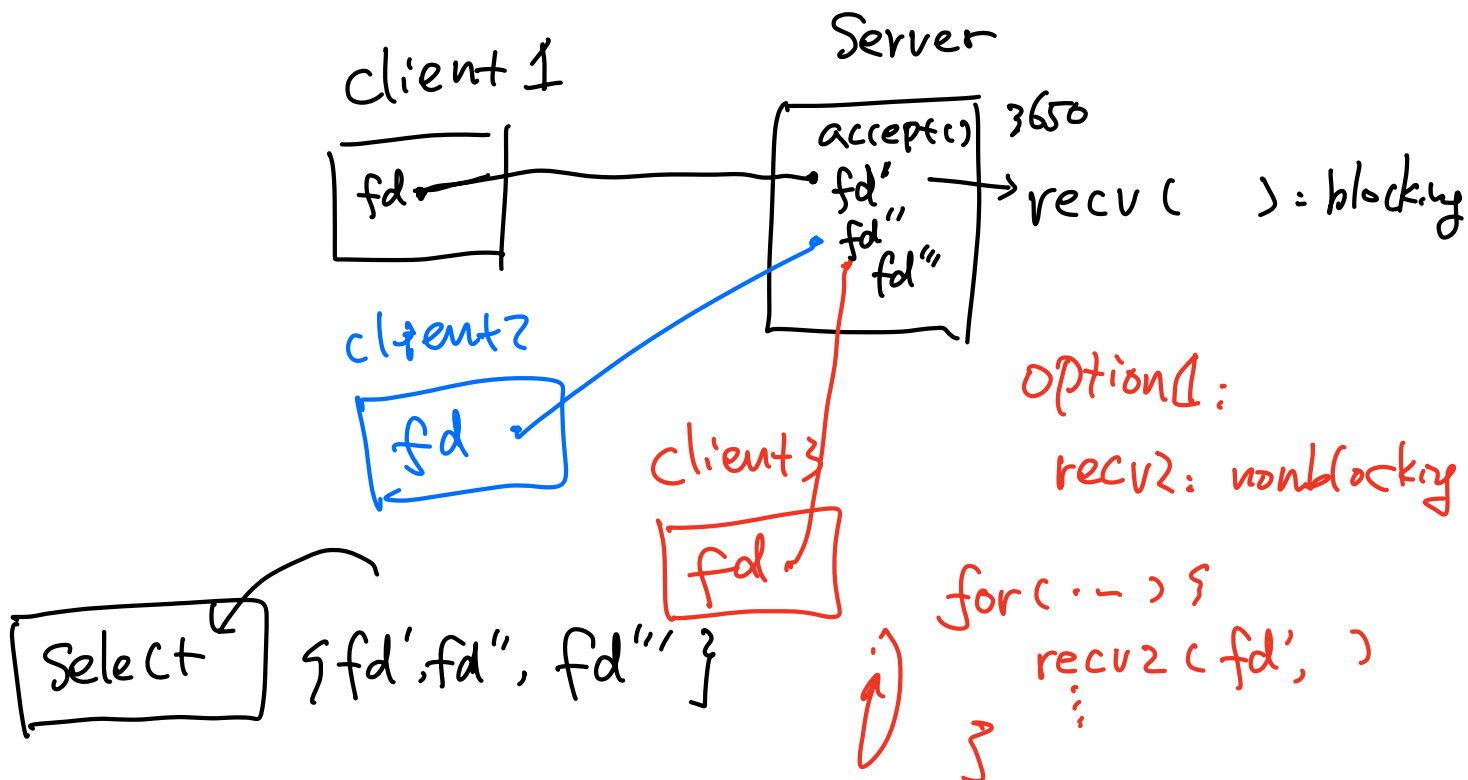 Server
client 1
accept() 3650
fd
fd' → recv ( ) : blocking
fd''
fd'''
client2
fd
option1:
client3
recv2: nonblocking
fd
for( ·-- ) {
select {fd', fd'', fd'''}
recv2 ( fd', )
⋮
}